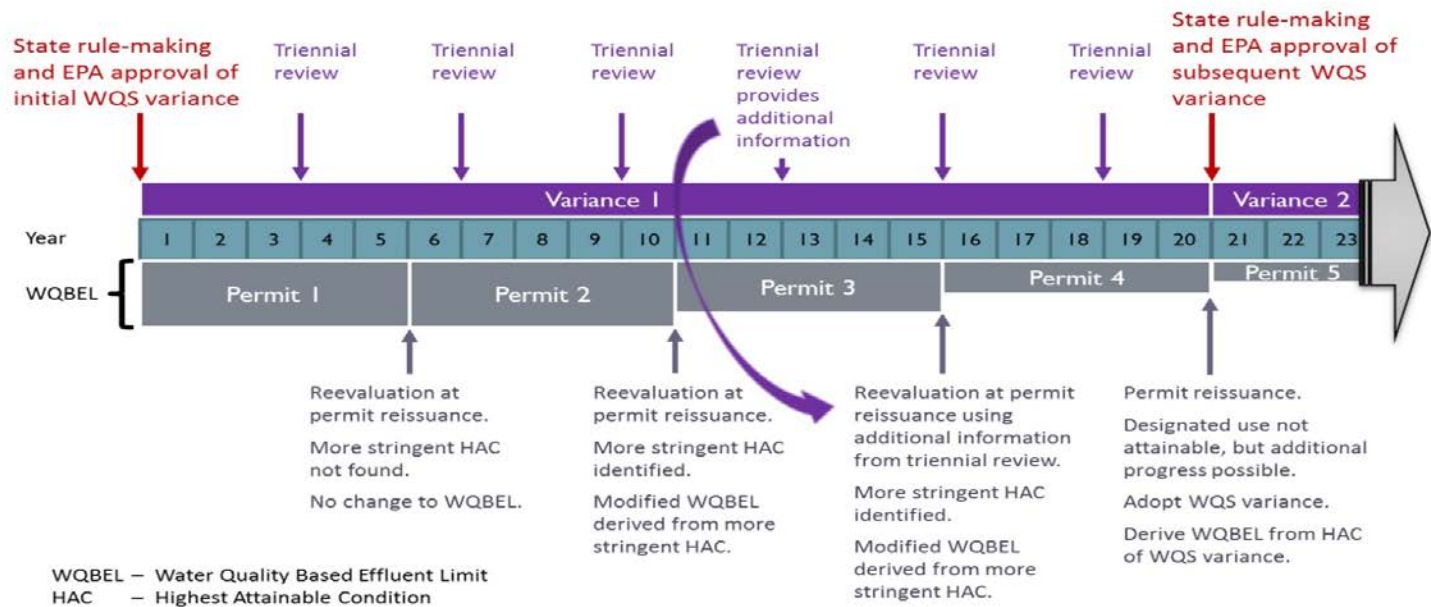 State rule-making
and EPA approval of
initial WQS variance
Triennial
review
Triennial
review
Triennial
review
Triennial
review
provides
additional
information
Triennial
review
Triennial
review
State rule-making
and EPA approval of
subsequent WQS
variance
Variance 1
Variance 2
Year
1 2 3 4 5 6 7 8 9 10 11 12 13 14 15 16 17 18 19 20 21 22 23
WQBEL
Permit 1
Permit 2
Permit 3
Permit 4
Permit 5
Reevaluation at
permit reissuance.
More stringent HAC
not found.
No change to WQBEL.
Reevaluation at
permit reissuance.
More stringent HAC
identified.
Modified WQBEL
derived from more
stringent HAC.
Reevaluation at permit
reissuance using
additional information
from triennial review.
More stringent HAC
identified.
Modified WQBEL
derived from more
stringent HAC.
Permit reissuance.
Designated use not
attainable, but additional
progress possible.
Adopt WQS variance.
Derive WQBEL from HAC
of WQS variance.
WQBEL – Water Quality Based Effluent Limit
HAC – Highest Attainable Condition